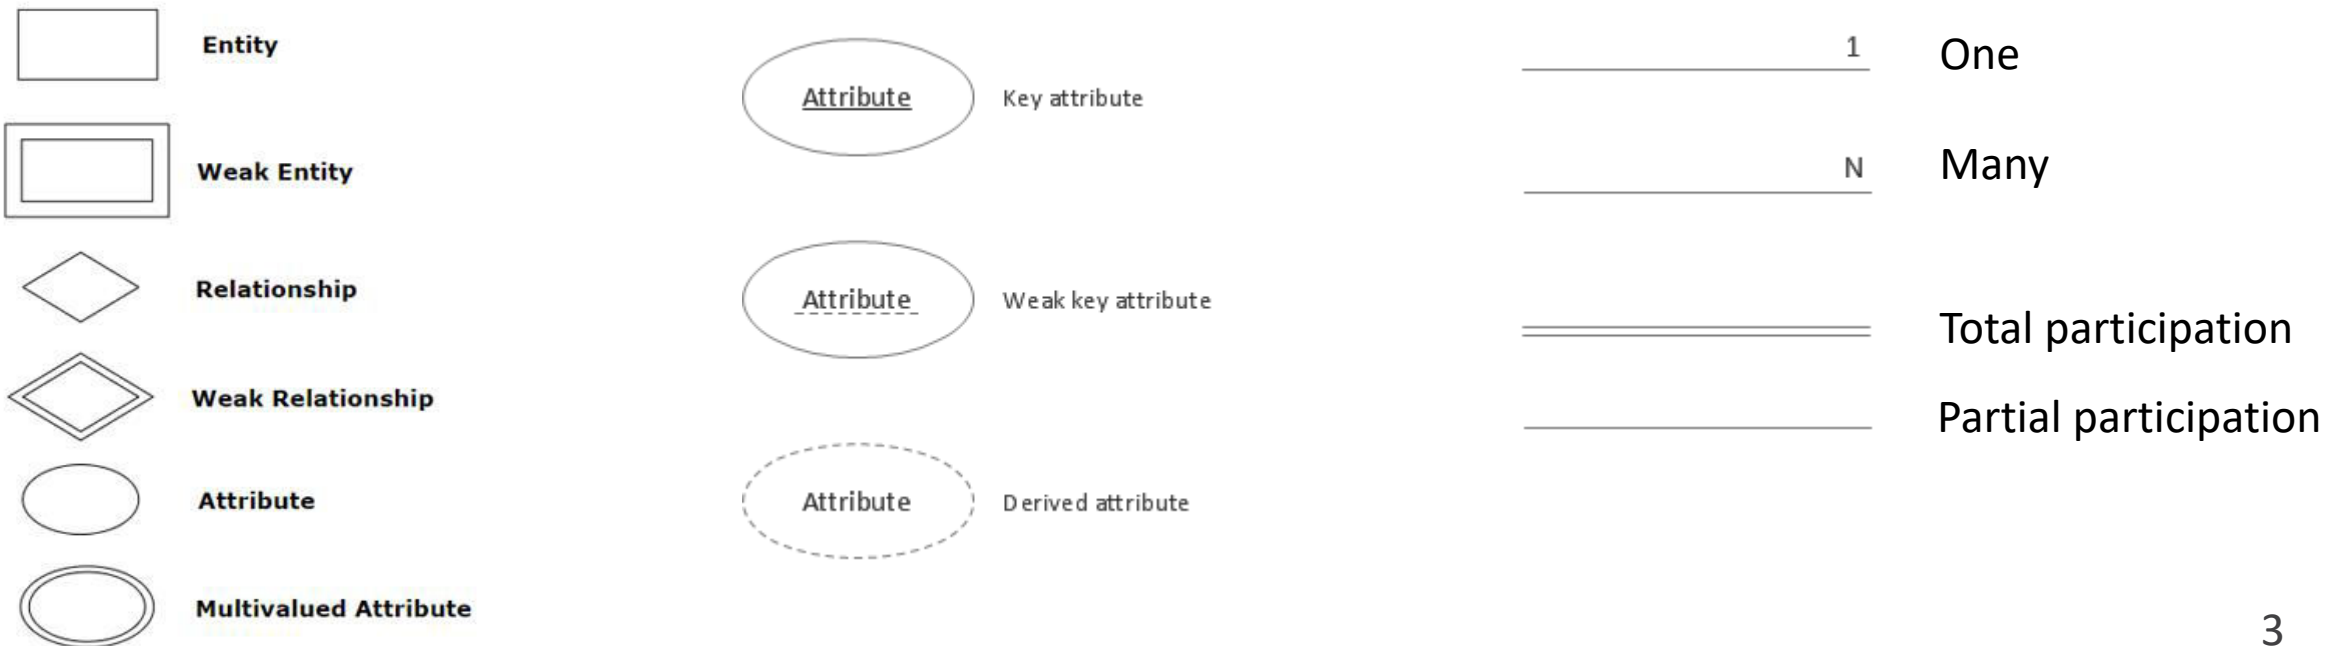 Entity
Weak Entity
Relationship
Weak Relationship
Attribute
Multivalued Attribute
Attribute Key attribute
Attribute Weak key attribute
Attribute Derived attribute
1 One
N Many
Total participation
Partial participation
3